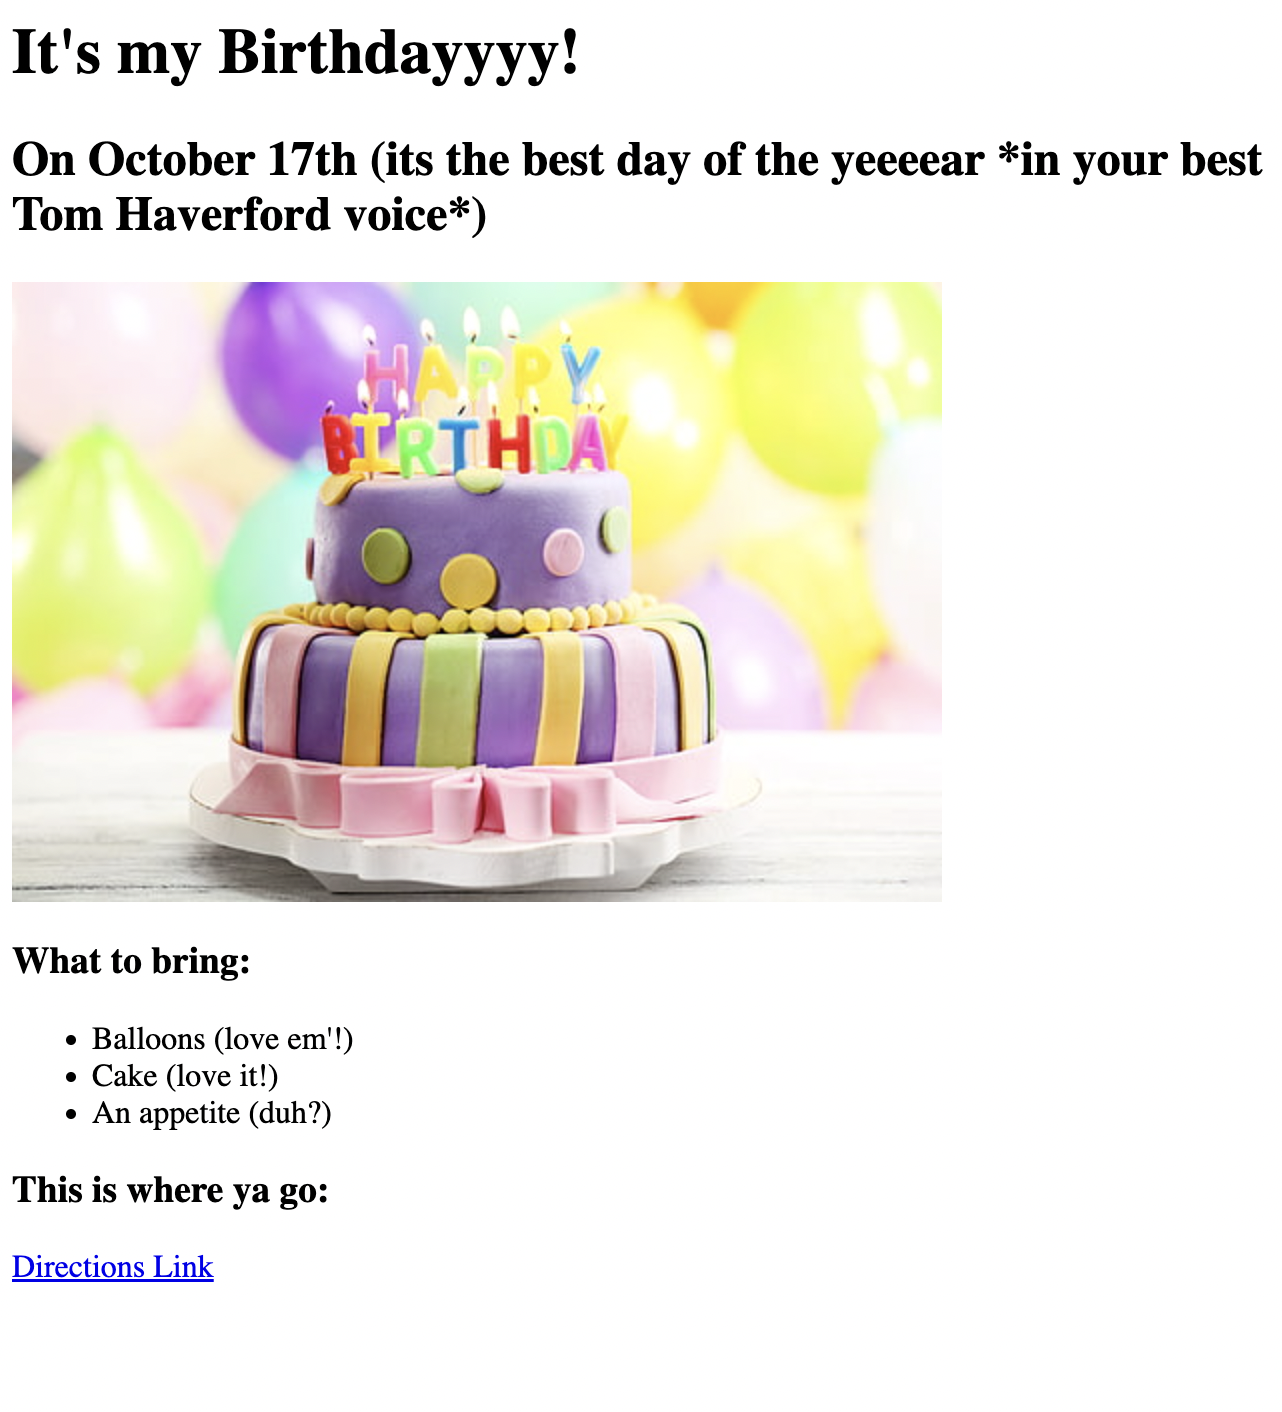 It's my Birthdayyyy!
On October 17th (its the best day of the yeeeear *in your best
Tom Haverford voice*)
HAPPY
BIRTHDAY
What to bring:
Balloons (love em'!)
Cake (love it!)
An appetite (duh?)
This is where ya go:
Directions Link